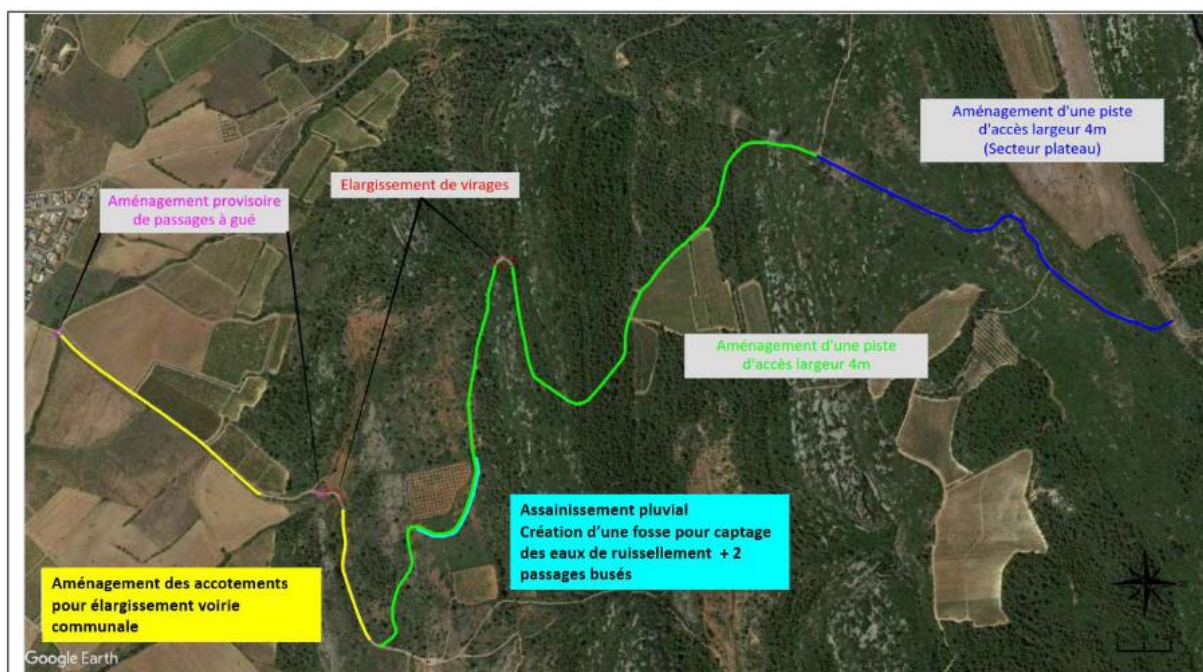 Aménagement d'une piste
d'accès largeur 4m
(Secteur plateau)
Elargissement de virages
Aménagement provisoire
de passages à gué
Aménagement d'une piste
d'accès largeur 4m
Assainissement pluvial
Création d'une fosse pour captage
des eaux de ruissellement + 2
passages busés
Aménagement des accotements
pour élargissement voirie
communale
Google Earth